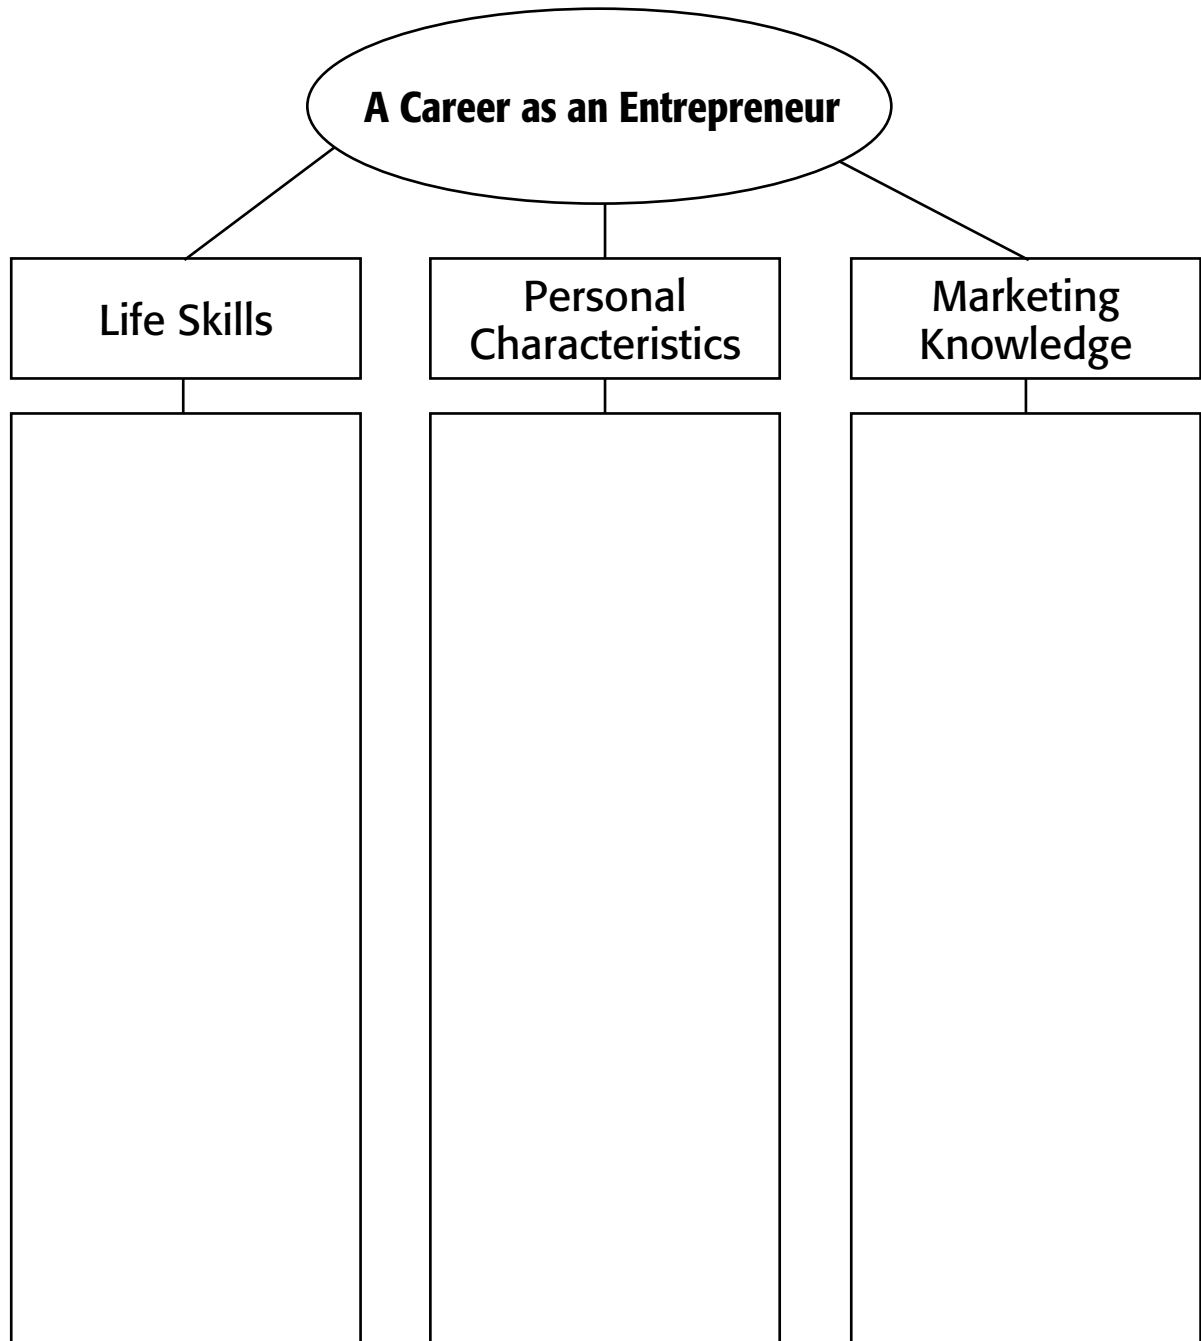 A Career as an Entrepreneur
Life Skills
Personal
Characteristics
Marketing
Knowledge